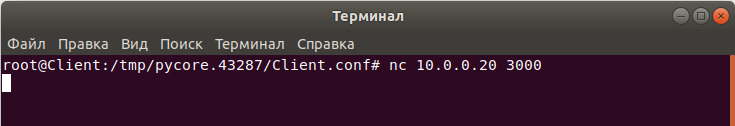 Терминал
Файл Правка Вид Поиск Терминал Справка
root@Client:/tmp/pycore.43287/Client.conf# nc 10.0.0.20 3000